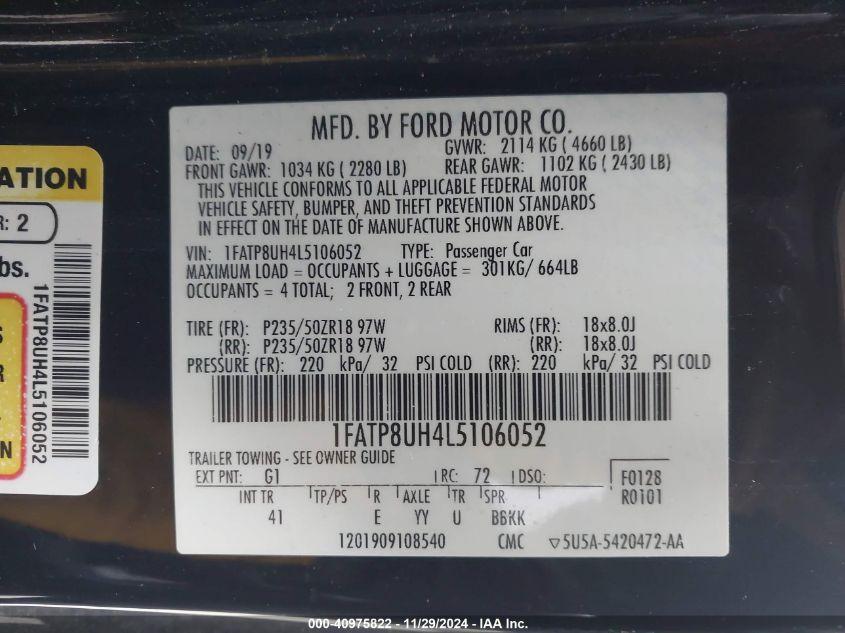 MFD. BY FORD MOTOR CO.
DATE: 09/19 GVWR: 2114 KG ( 4660 LB)
FRONT GAWR: 1034 KG ( 2280 LB) REAR GAWR: 1102 KG ( 2430 LB)
THIS VEHICLE CONFORMS TO ALL APPLICABLE FEDERAL MOTOR
VEHICLE SAFETY, BUMPER, AND THEFT PREVENTION STANDARDS
IN EFFECT ON THE DATE OF MANUFACTURE SHOWN ABOVE.
VIN: 1FATP8UH4L5106052 TYPE: Passenger Car
MAXIMUM LOAD = OCCUPANTS + LUGGAGE = 301KG/ 664LB
OCCUPANTS = 4 TOTAL; 2 FRONT, 2 REAR
TIRE (FR): P235/50ZR18 97W RIMS (FR): 18x8.0J
(RR): P235/50ZR18 97W (RR): 18x8.0J
PRESSURE (FR): 220 kPa/ 32 PSI COLD (RR): 220 kPa/ 32 PSI COLD
1FATP8UH4L5106052
TRAILER TOWING - SEE OWNER GUIDE
EXT PNT: G1 RC: 72 DSO: F0128
R0101
INT TR TP/PS R AXLE TR SPR
41 E YY U BBKK
1201909108540 CMC ▽5U5A-5420472-AA
ATION
R: 2
bs.
1FATP8UH4L5106052
S
R
N
000-40975822 - 11/29/2024 - IAA Inc.